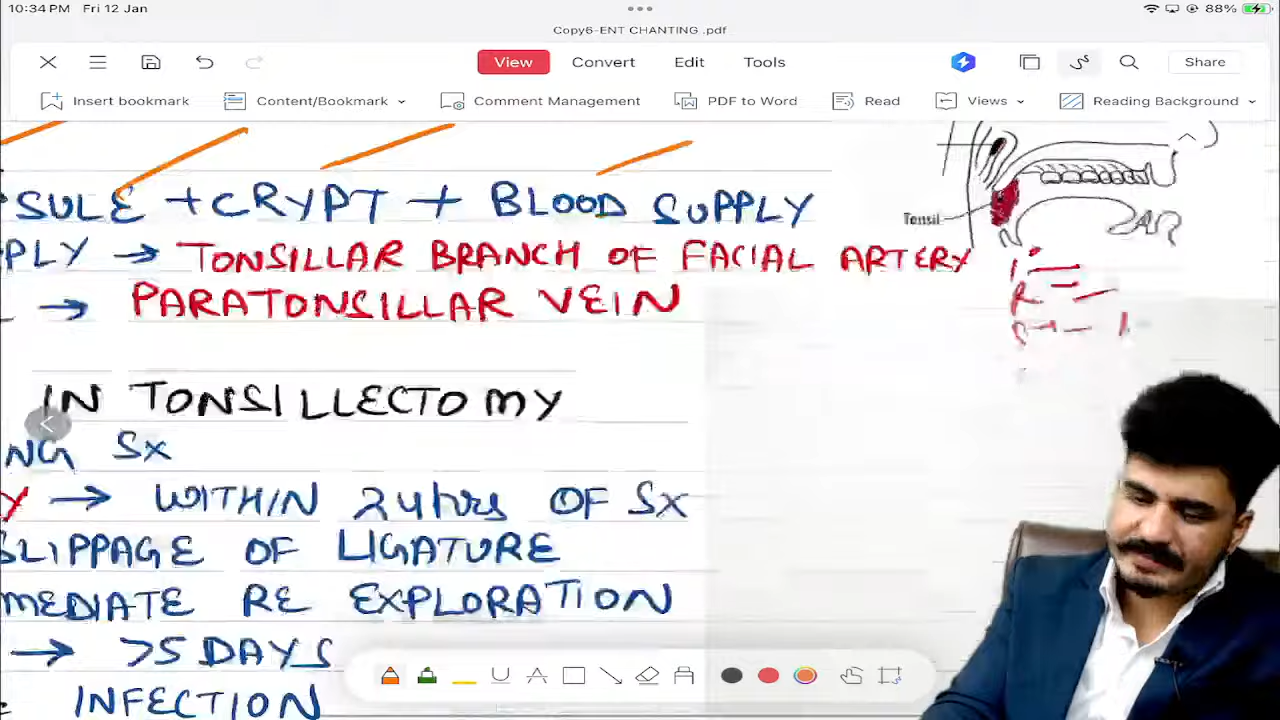 10:34 PM Fri 12 Jan 88%
Copy6-ENT CHANTING .pdf
View Convert Edit Tools Share
Insert bookmark Content/Bookmark Comment Management PDF to Word Read Views Reading Background
SULE + CRYPT + BLOOD SUPPLY
Tonsil
PLY → TONSILLAR BRANCH OF FACIAL ARTERY
→ PARATONSILLAR VEIN
IN TONSILLECTOMY
NG Sx
Y → WITHIN 24 hrs OF Sx
SLIPPAGE OF LIGATURE
MEDIATE RE EXPLORATION
→ >5 DAYS
INFECTION